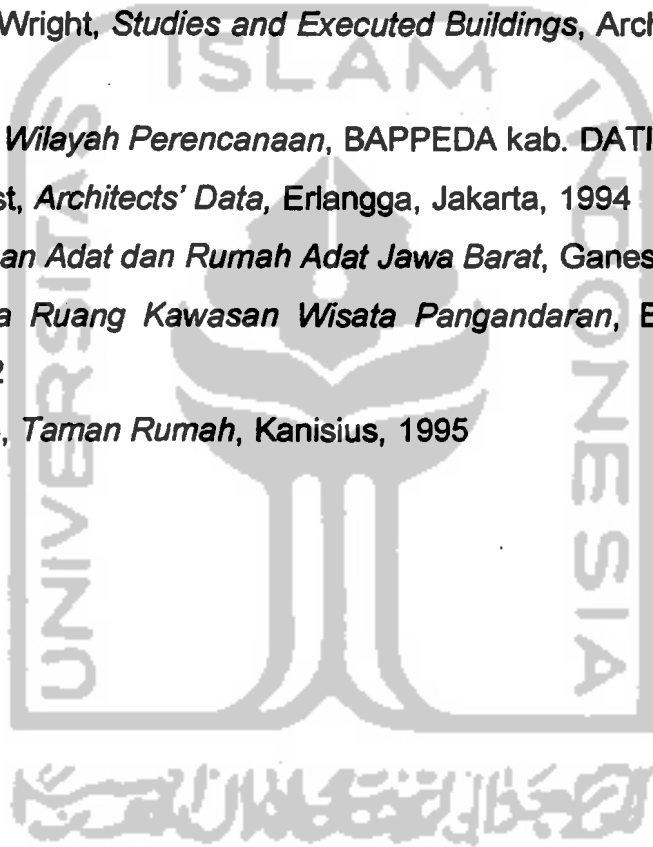 Wright, Studies and Executed Buildings, Arch
Wilayah Perencanaan, BAPPEDA kab. DATI
st, Architects' Data, Erlangga, Jakarta, 1994
an Adat dan Rumah Adat Jawa Barat, Ganes
a Ruang Kawasan Wisata Pangandaran, B
2
, Taman Rumah, Kanisius, 1995
UNIVERSITAS
ISLAM
INDONESIA